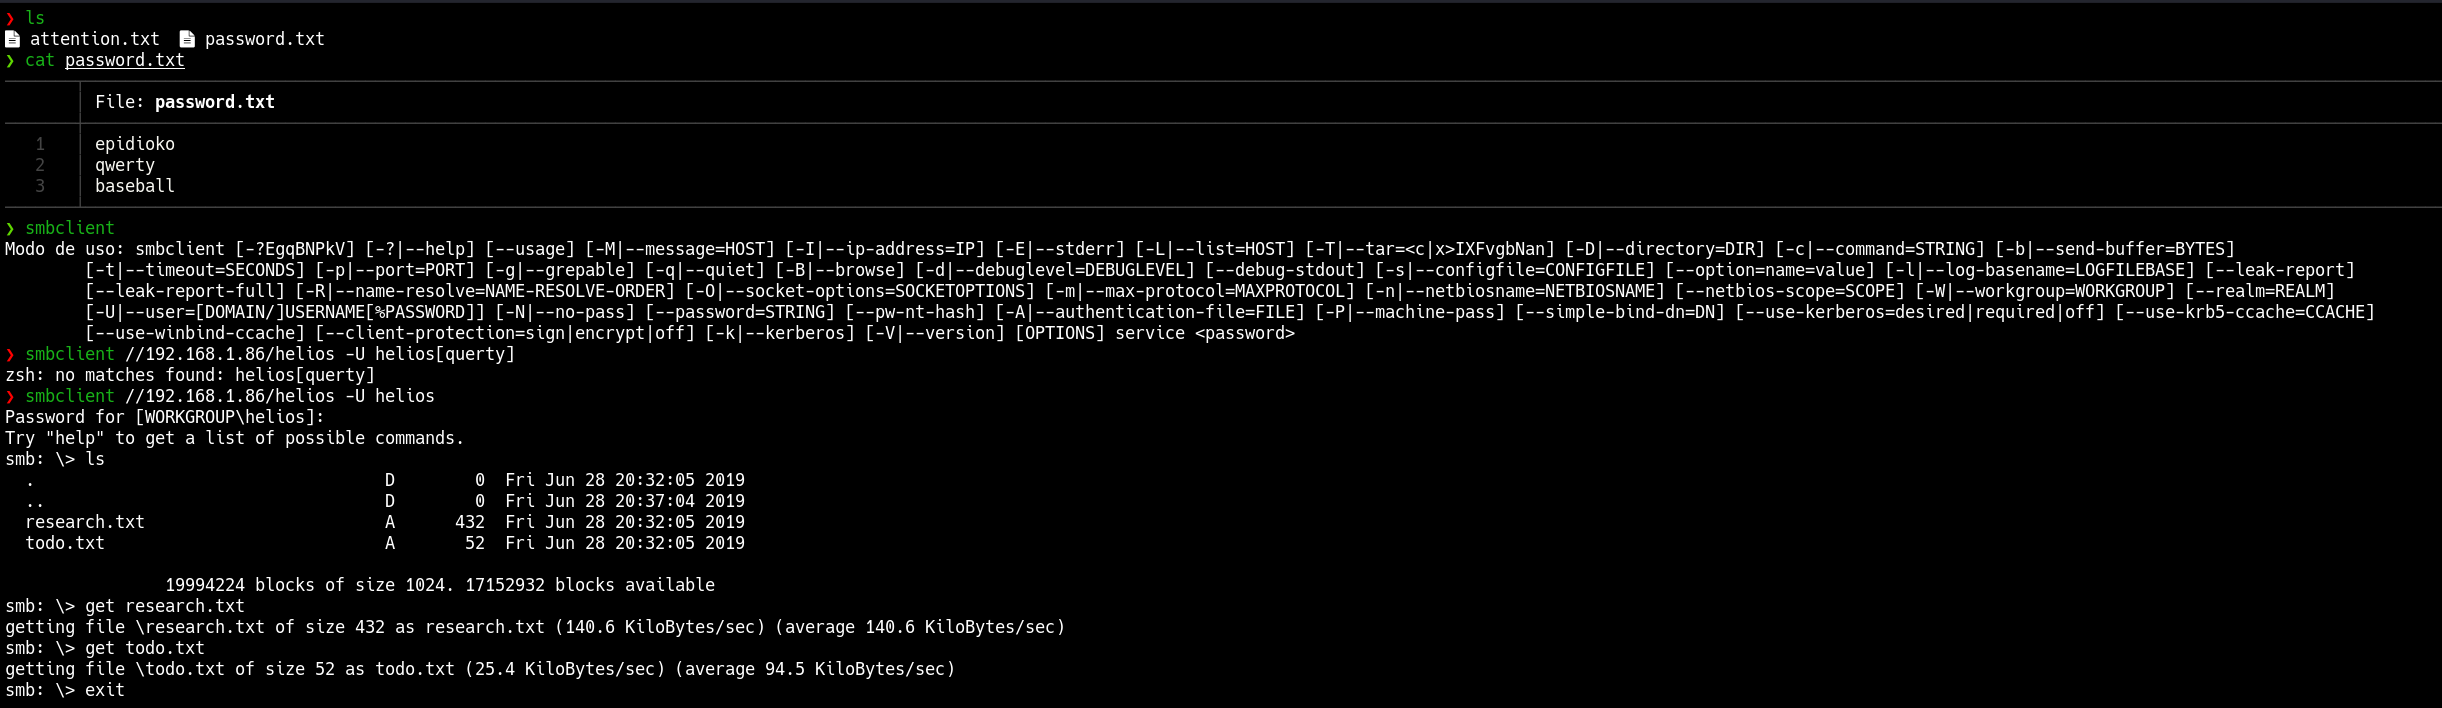 ❯ ls
attention.txt  password.txt
❯ cat password.txt
File: password.txt
1 epidioko
2 qwerty
3 baseball
❯ smbclient
Modo de uso: smbclient [-?EgqBNPkV] [-?|--help] [--usage] [-M|--message=HOST] [-I|--ip-address=IP] [-E|--stderr] [-L|--list=HOST] [-T|--tar=<c|x>IXFvgbNan] [-D|--directory=DIR] [-c|--command=STRING] [-b|--send-buffer=BYTES]
[-t|--timeout=SECONDS] [-p|--port=PORT] [-g|--grepable] [-q|--quiet] [-B|--browse] [-d|--debuglevel=DEBUGLEVEL] [--debug-stdout] [-s|--configfile=CONFIGFILE] [--option=name=value] [-l|--log-basename=LOGFILEBASE] [--leak-report]
[--leak-report-full] [-R|--name-resolve=NAME-RESOLVE-ORDER] [-O|--socket-options=SOCKETOPTIONS] [-m|--max-protocol=MAXPROTOCOL] [-n|--netbiosname=NETBIOSNAME] [--netbios-scope=SCOPE] [-W|--workgroup=WORKGROUP] [--realm=REALM]
[-U|--user=[DOMAIN/]USERNAME[%PASSWORD]] [-N|--no-pass] [--password=STRING] [--pw-nt-hash] [-A|--authentication-file=FILE] [-P|--machine-pass] [--simple-bind-dn=DN] [--use-kerberos=desired|required|off] [--use-krb5-ccache=CCACHE]
[--use-winbind-ccache] [--client-protection=sign|encrypt|off] [-k|--kerberos] [-V|--version] [OPTIONS] service <password>
❯ smbclient //192.168.1.86/helios -U helios[querty]
zsh: no matches found: helios[querty]
❯ smbclient //192.168.1.86/helios -U helios
Password for [WORKGROUP\helios]:
Try "help" to get a list of possible commands.
smb: \> ls
.                                   D        0  Fri Jun 28 20:32:05 2019
..                                  D        0  Fri Jun 28 20:37:04 2019
research.txt                        A      432  Fri Jun 28 20:32:05 2019
todo.txt                            A       52  Fri Jun 28 20:32:05 2019
19994224 blocks of size 1024. 17152932 blocks available
smb: \> get research.txt
getting file \research.txt of size 432 as research.txt (140.6 KiloBytes/sec) (average 140.6 KiloBytes/sec)
smb: \> get todo.txt
getting file \todo.txt of size 52 as todo.txt (25.4 KiloBytes/sec) (average 94.5 KiloBytes/sec)
smb: \> exit